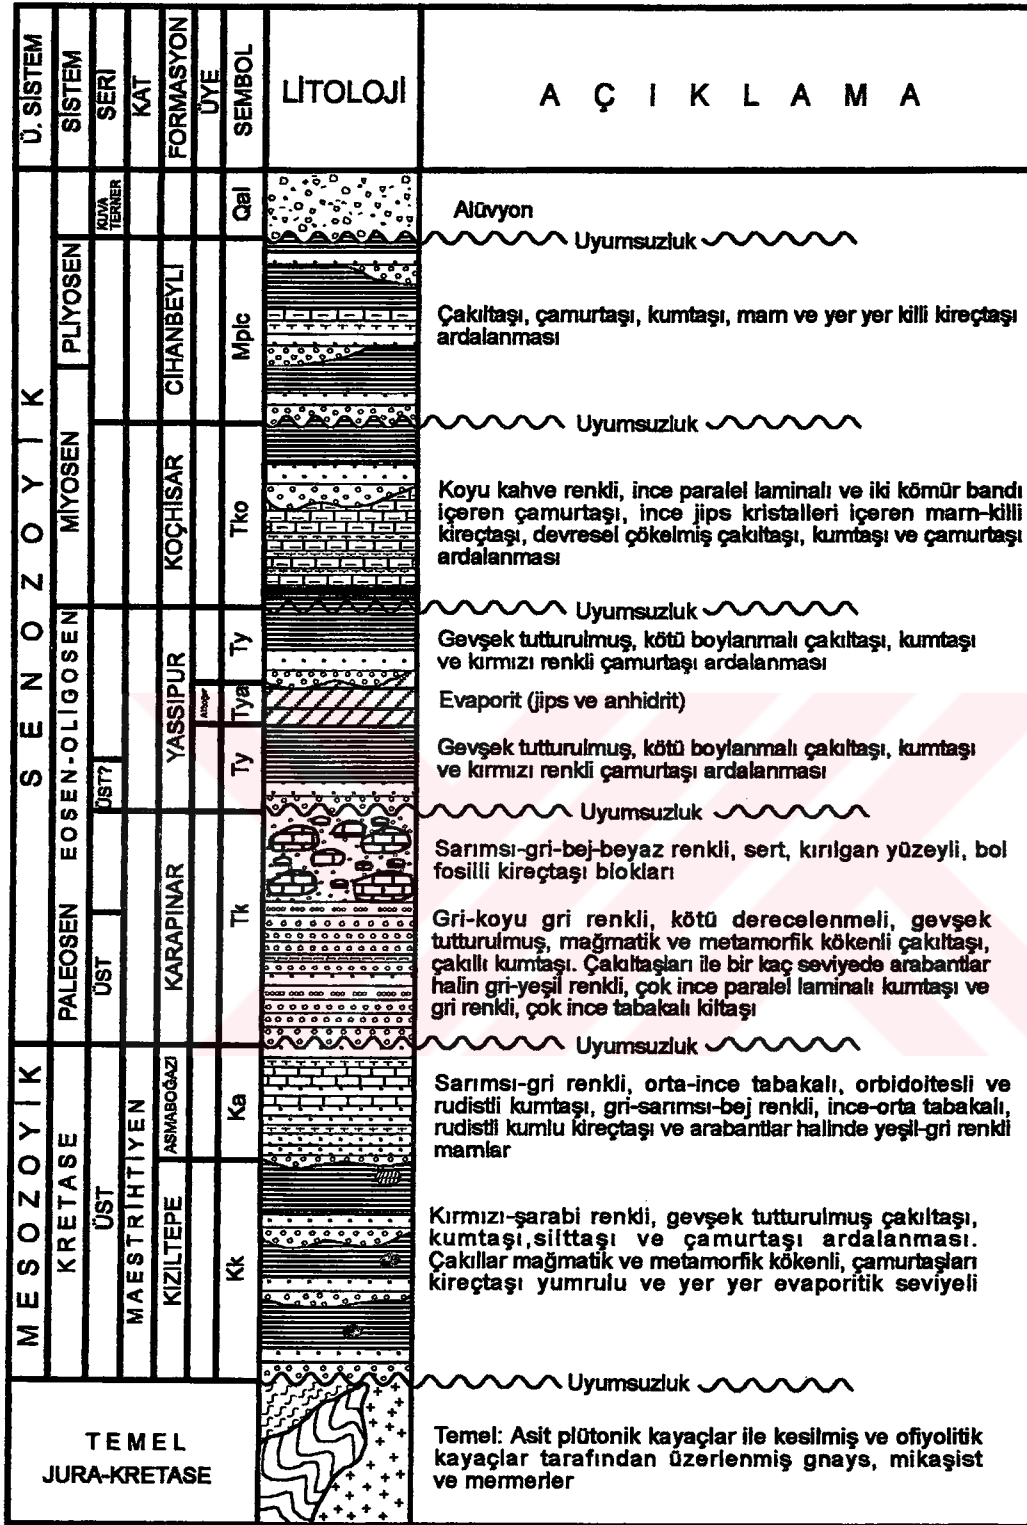 Ü. SİSTEM
SİSTEM
SERİ
KAT
FORMASYON
ÜYE
SEMBOL
LİTOLOJİ
AÇIKLAMA
SENOZOYİK
KUVA
TERNER
Qal
Alüvyon
Uyumsuzluk
PLİYOSEN
CİHANBEYLİ
Mplc
Çakıltaşı, çamurtaşı, kumtaşı, marn ve yer yer killi kireçtaşı
ardalanması
Uyumsuzluk
MİYOSEN
KOÇHİSAR
Tko
Koyu kahve renkli, ince paralel laminalı ve iki kömür bandı
içeren çamurtaşı, ince jips kristalleri içeren marn-killi
kireçtaşı, devresel çökelmiş çakıltaşı, kumtaşı ve çamurtaşı
ardalanması
Uyumsuzluk
EOSEN-OLİGOSEN
YASSIPUR
Ty
Gevşek tutturulmuş, kötü boylanmalı çakıltaşı, kumtaşı
ve kırmızı renkli çamurtaşı ardalanması
Tya
Evaporit (jips ve anhidrit)
ÜST?
Ty
Gevşek tutturulmuş, kötü boylanmalı çakıltaşı, kumtaşı
ve kırmızı renkli çamurtaşı ardalanması
Uyumsuzluk
PALEOSEN
ÜST
KARAPINAR
Tk
Sarımsı-gri-bej-beyaz renkli, sert, kırılgan yüzeyli, bol
fosilli kireçtaşı blokları
Gri-koyu gri renkli, kötü derecelenmeli, gevşek
tutturulmuş, mağmatik ve metamorfik kökenli çakıltaşı,
çakıllı kumtaşı. Çakıltaşları ile bir kaç seviyede arabantlar
halin gri-yeşil renkli, çok ince paralel laminalı kumtaşı ve
gri renkli, çok ince tabakalı kiltaşı
Uyumsuzluk
MESOZOYİK
KRETASE
ÜST
MAESTRİHTİYEN
ASMABOĞAZI
Ka
Sarımsı-gri renkli, orta-ince tabakalı, orbidoitesli ve
rudistli kumtaşı, gri-sarımsı-bej renkli, ince-orta tabakalı,
rudistli kumlu kireçtaşı ve arabantlar halinde yeşil-gri renkli
marnlar
KIZILTEPE
Kk
Kırmızı-şarabi renkli, gevşek tutturulmuş çakıltaşı,
kumtaşı,silttaşı ve çamurtaşı ardalanması.
Çakıllar mağmatik ve metamorfik kökenli, çamurtaşları
kireçtaşı yumrulu ve yer yer evaporitik seviyeli
Uyumsuzluk
TEMEL
JURA-KRETASE
Temel: Asit plütonik kayaçlar ile kesilmiş ve ofiyolitik
kayaçlar tarafından üzerlenmiş gnays, mikaşist
ve mermerler